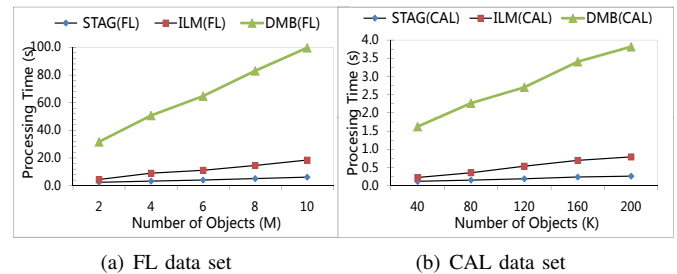 STAG(FL) ILM(FL) DMB(FL)
Processing Time (s)
100.0
80.0
60.0
40.0
20.0
0.0
2 4 6 8 10
Number of Objects (M)
(a) FL data set
STAG(CAL) ILM(CAL) DMB(CAL)
Procesing Time (s)
4.0
3.5
3.0
2.5
2.0
1.5
1.0
0.5
0.0
40 80 120 160 200
Number of Objects (K)
(b) CAL data set